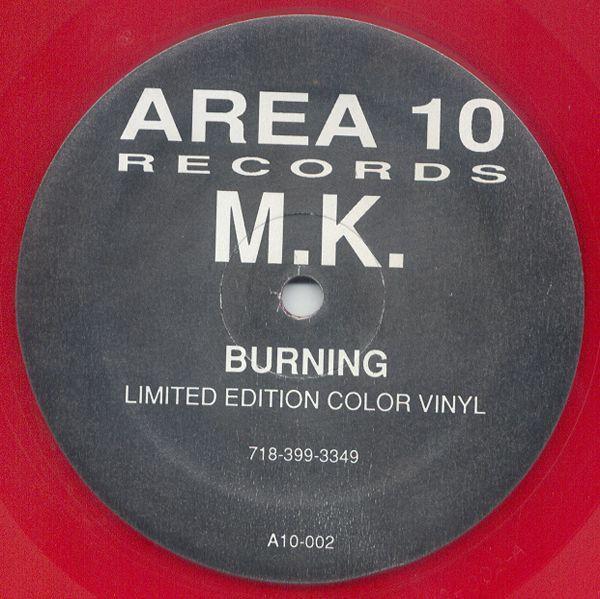 AREA 10
RECORDS
M.K.
BURNING
LIMITED EDITION COLOR VINYL
718-399-3349
A10-002